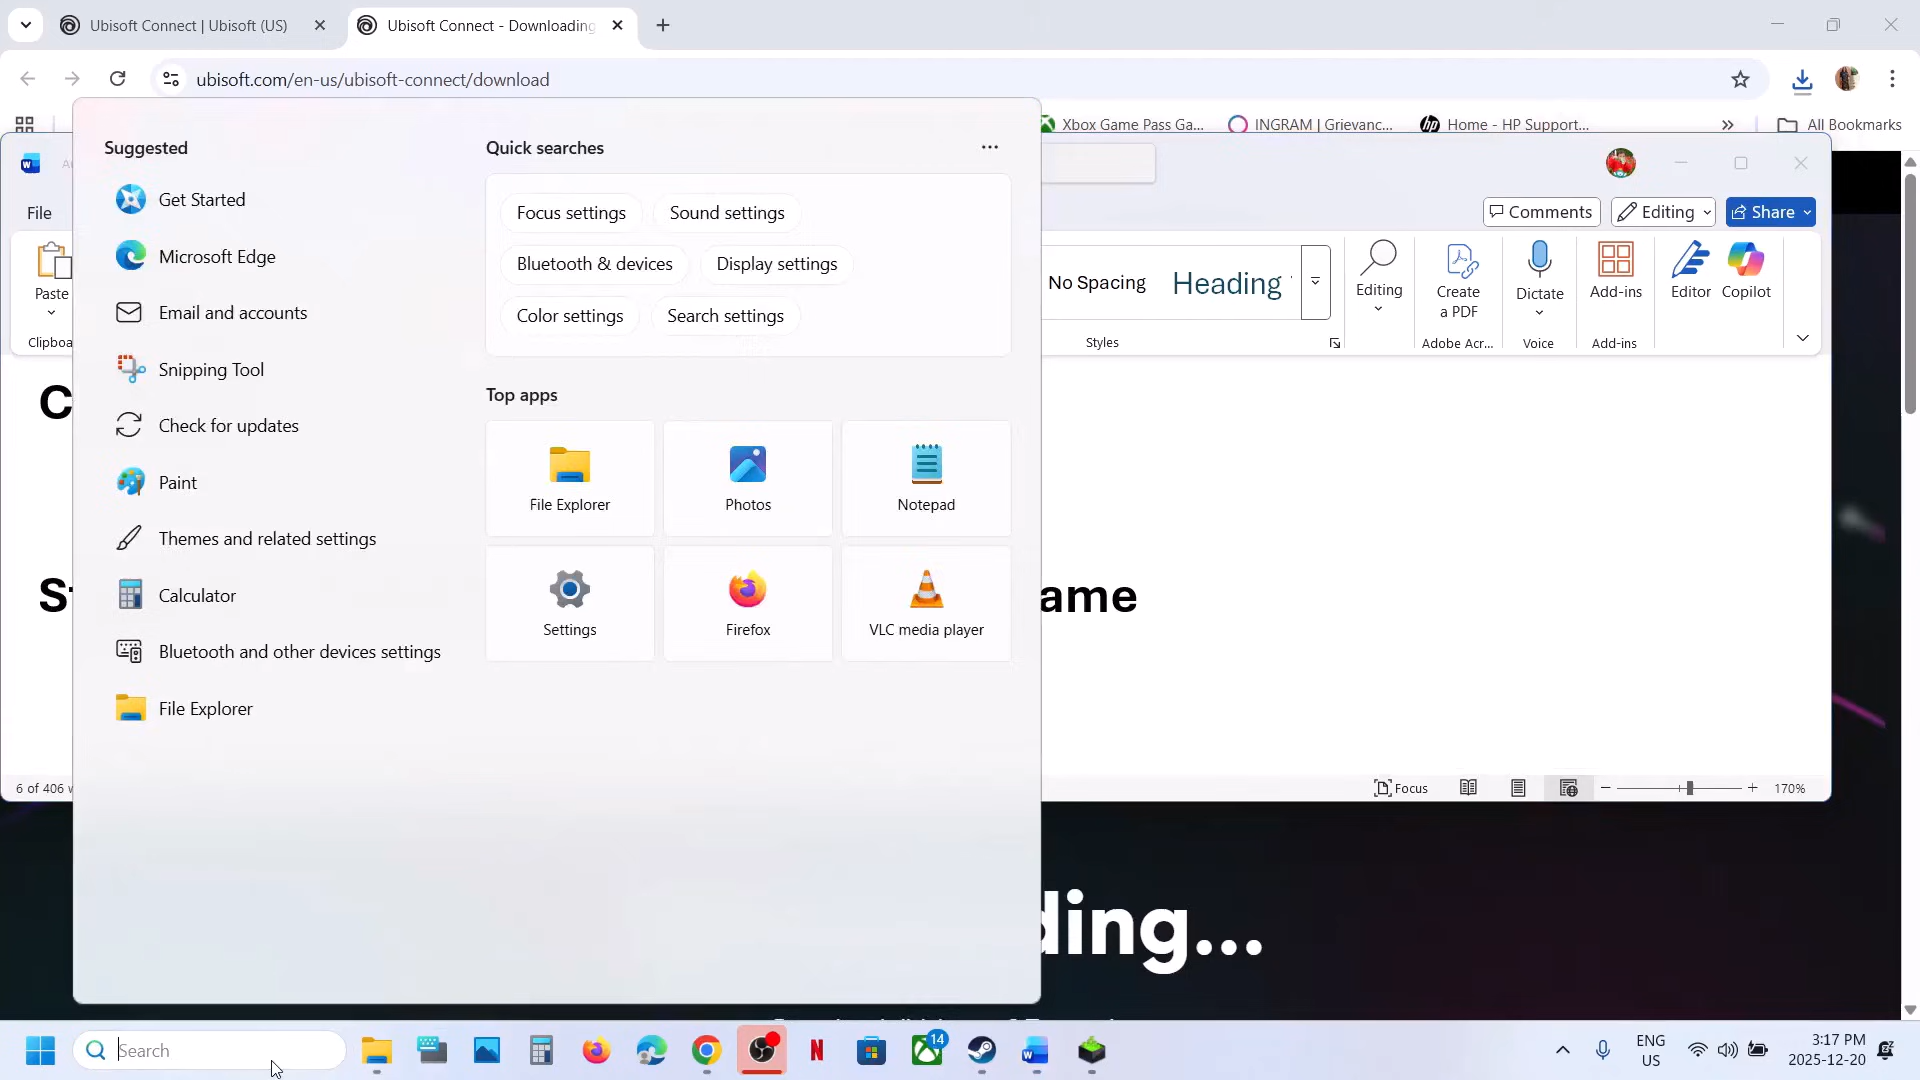 Ubisoft Connect | Ubisoft (US)
Ubisoft Connect - Downloading
ubisoft.com/en-us/ubisoft-connect/download
Xbox Game Pass Ga...
INGRAM | Grievanc...
Home - HP Support...
All Bookmarks
File
Comments
Editing
Share
Paste
Clipboa
No Spacing
Heading
Styles
Editing
Create
a PDF
Adobe Acr...
Dictate
Voice
Add-ins
Add-ins
Editor
Copilot
Suggested
Get Started
Microsoft Edge
Email and accounts
Snipping Tool
Check for updates
Paint
Themes and related settings
Calculator
Bluetooth and other devices settings
File Explorer
Quick searches
Focus settings
Sound settings
Bluetooth & devices
Display settings
Color settings
Search settings
Top apps
File Explorer
Photos
Notepad
Settings
Firefox
VLC media player
C
St
ame
6 of 406 w
Focus
170%
ding...
Search
14
ENG
US
3:17 PM
2025-12-20